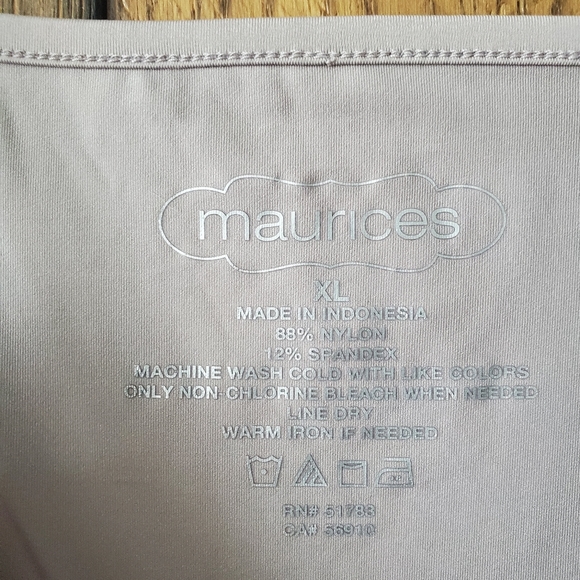 maurices
XL
MADE IN INDONESIA
88% NYLON
12% SPANDEX
MACHINE WASH COLD WITH LIKE COLORS
ONLY NON-CHLORINE BLEACH WHEN NEEDED
LINE DRY
WARM IRON IF NEEDED
RN# 51783
CA# 56910